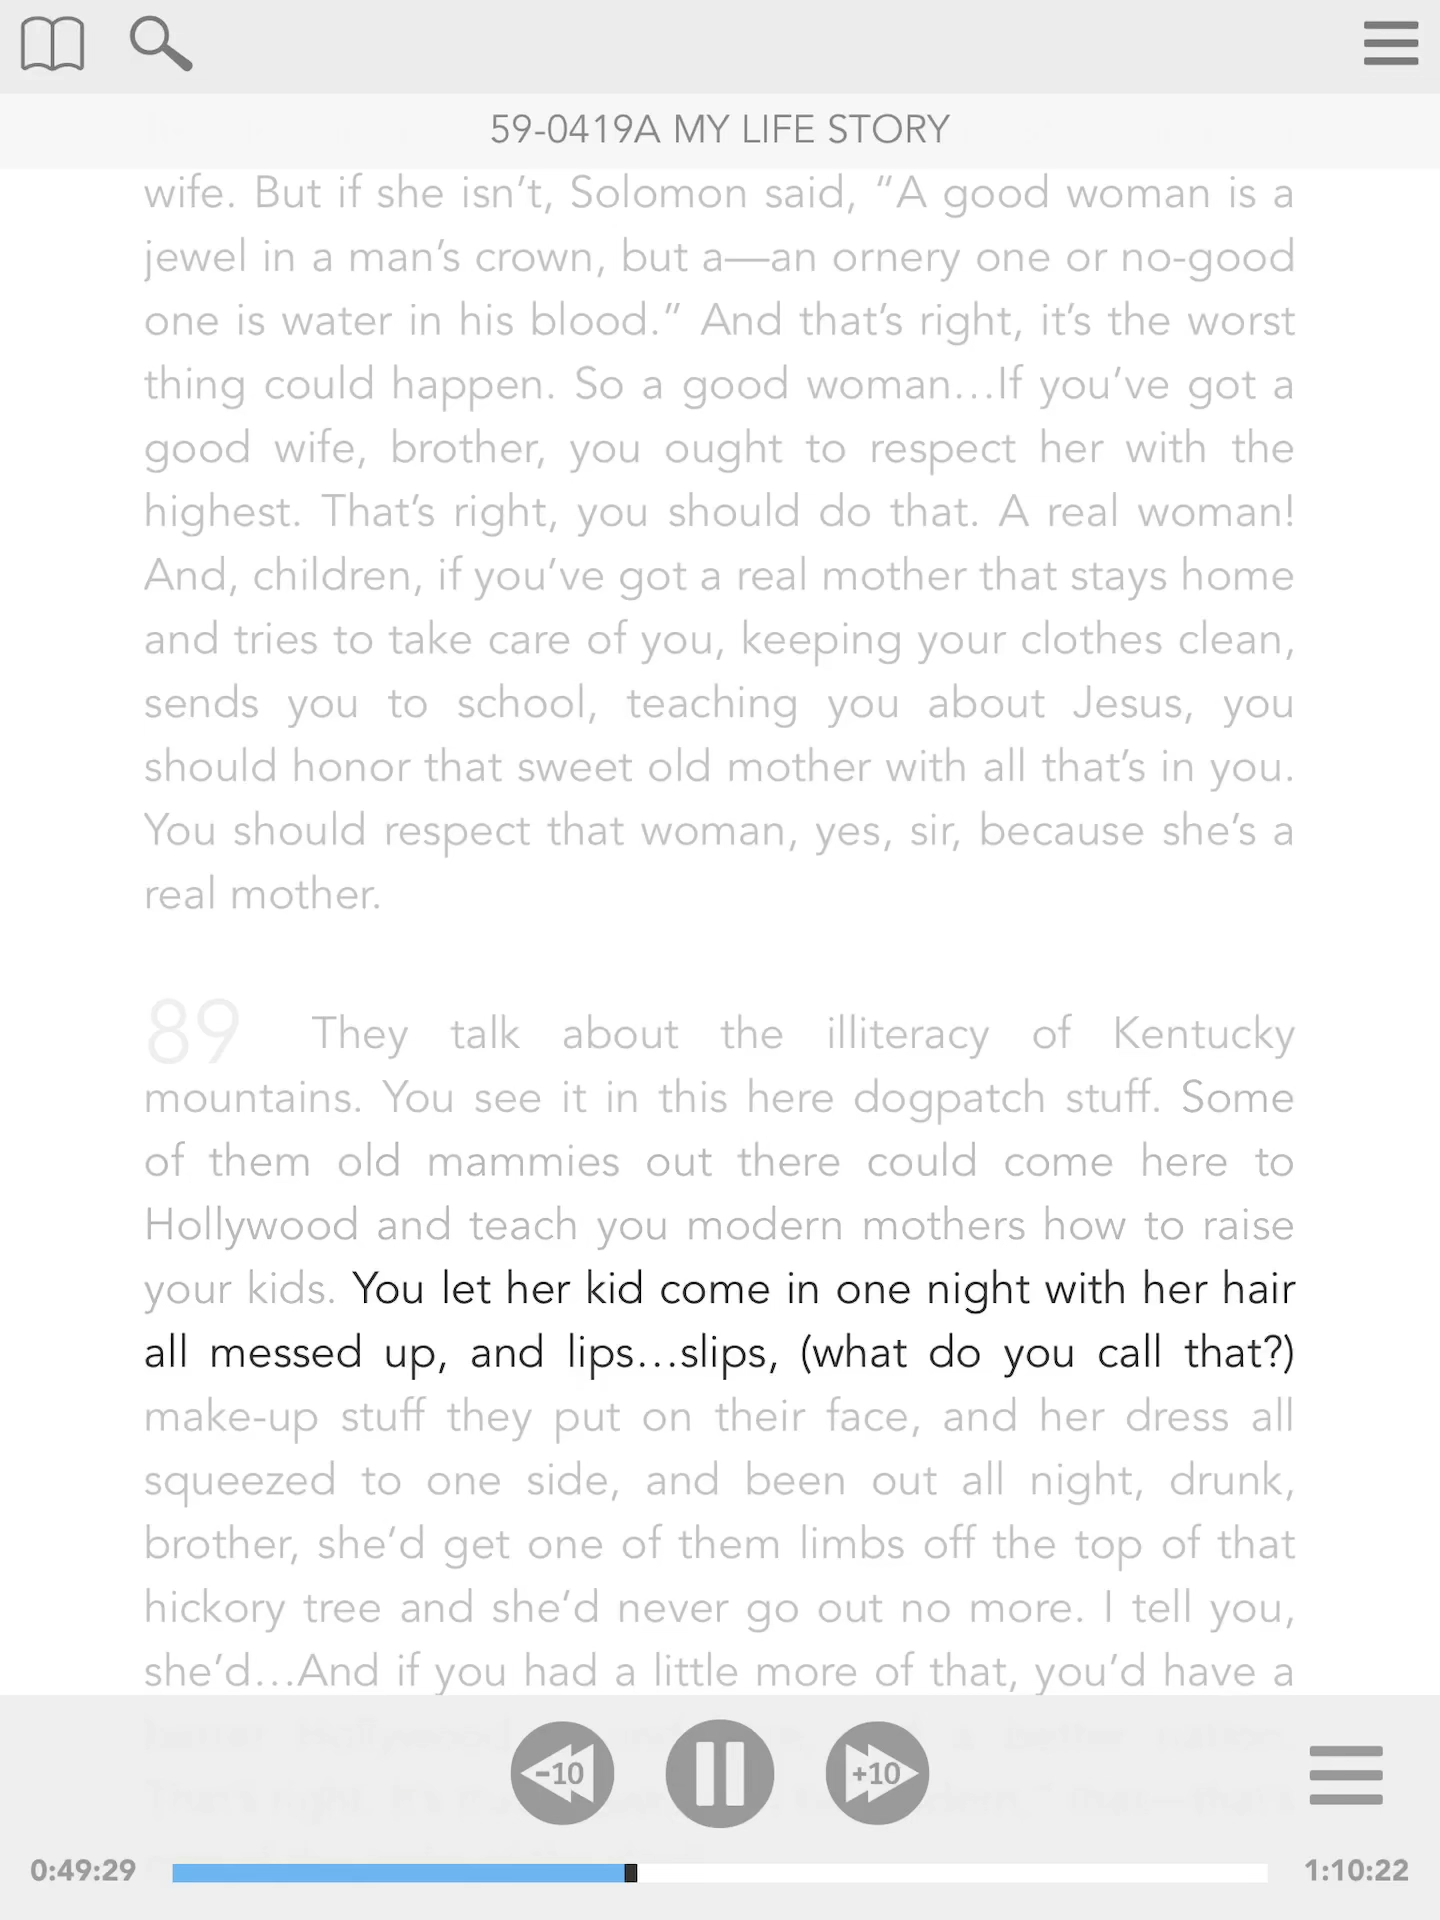 59-0419A MY LIFE STORY
wife. But if she isn’t, Solomon said, “A good woman is a
jewel in a man’s crown, but a—an ornery one or no-good
one is water in his blood.” And that’s right, it’s the worst
thing could happen. So a good woman…If you’ve got a
good wife, brother, you ought to respect her with the
highest. That’s right, you should do that. A real woman!
And, children, if you’ve got a real mother that stays home
and tries to take care of you, keeping your clothes clean,
sends you to school, teaching you about Jesus, you
should honor that sweet old mother with all that’s in you.
You should respect that woman, yes, sir, because she’s a
real mother.
89 They talk about the illiteracy of Kentucky
mountains. You see it in this here dogpatch stuff. Some
of them old mammies out there could come here to
Hollywood and teach you modern mothers how to raise
your kids. You let her kid come in one night with her hair
all messed up, and lips…slips, (what do you call that?)
make-up stuff they put on their face, and her dress all
squeezed to one side, and been out all night, drunk,
brother, she’d get one of them limbs off the top of that
hickory tree and she’d never go out no more. I tell you,
she’d…And if you had a little more of that, you’d have a
-10 +10
0:49:29 1:10:22